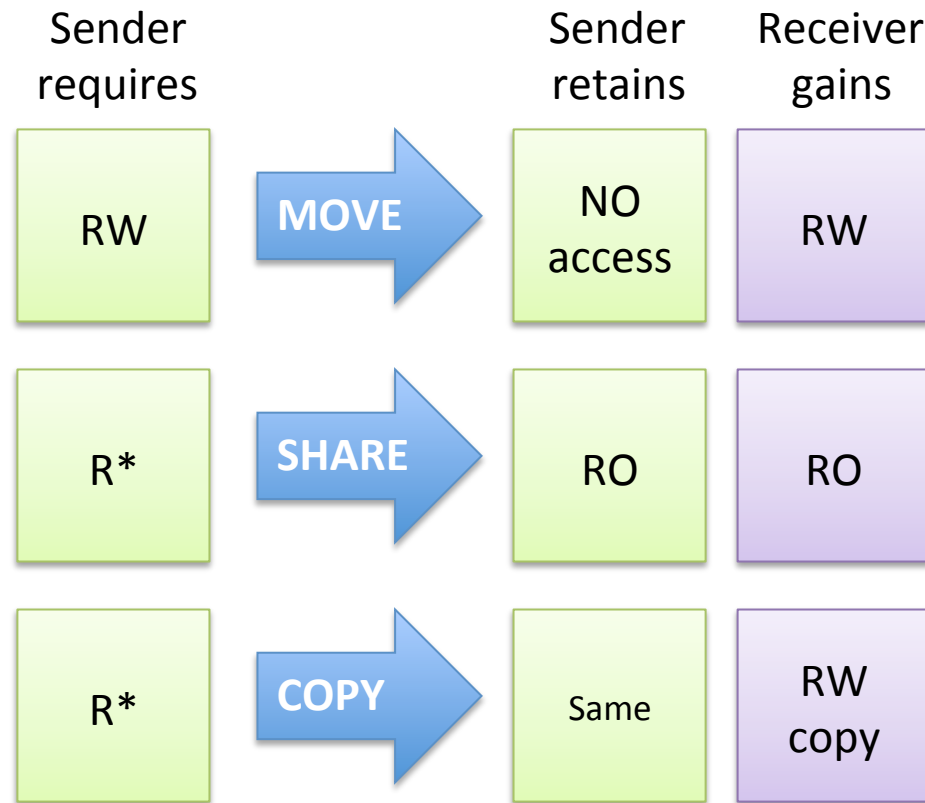 Sender
requires
Sender
retains
Receiver
gains
RW
MOVE
NO
access
RW
R*
SHARE
RO
RO
R*
COPY
Same
RW
copy